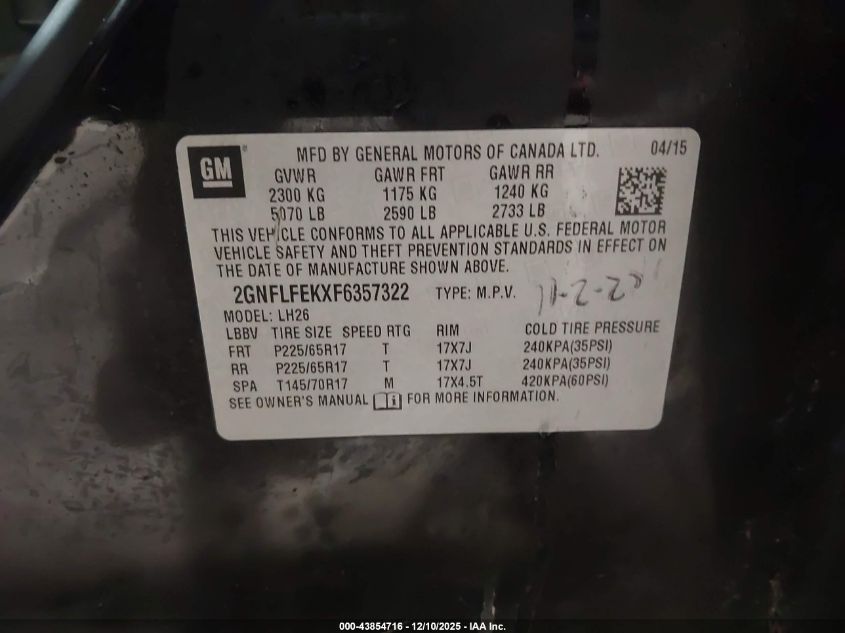 GM
MFD BY GENERAL MOTORS OF CANADA LTD. 04/15
GVWR GAWR FRT GAWR RR
2300 KG 1175 KG 1240 KG
5070 LB 2590 LB 2733 LB
THIS VEHICLE CONFORMS TO ALL APPLICABLE U.S. FEDERAL MOTOR
VEHICLE SAFETY AND THEFT PREVENTION STANDARDS IN EFFECT ON
THE DATE OF MANUFACTURE SHOWN ABOVE.
2GNFLFEKXF6357322 TYPE: M.P.V.
MODEL: LH26
LBBV TIRE SIZE SPEED RTG RIM COLD TIRE PRESSURE
FRT P225/65R17 T 17X7J 240KPA(35PSI)
RR P225/65R17 T 17X7J 240KPA(35PSI)
SPA T145/70R17 M 17X4.5T 420KPA(60PSI)
SEE OWNER'S MANUAL FOR MORE INFORMATION.
000-43854716 - 12/10/2025 - IAA Inc.